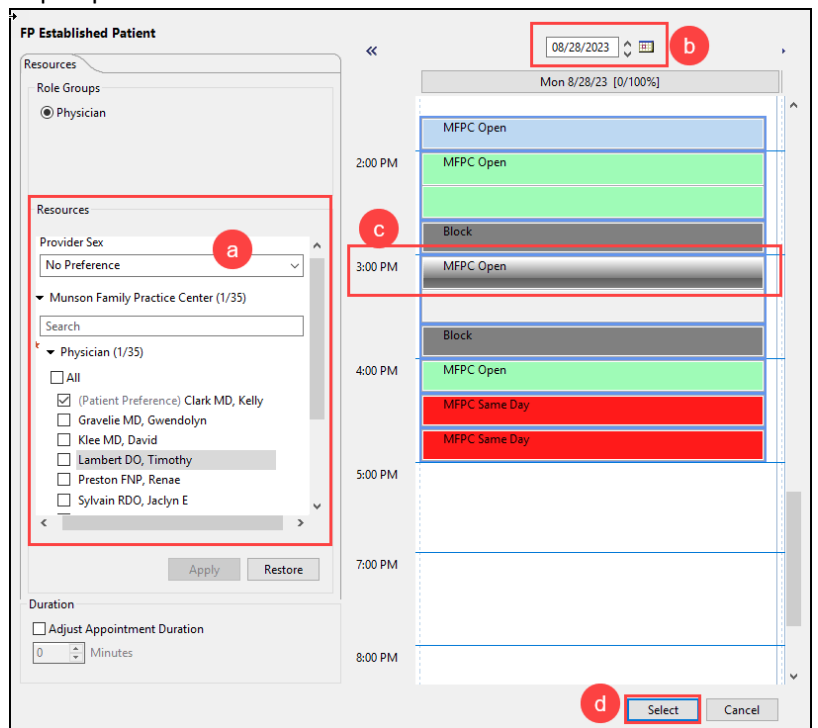 FP Established Patient
Resources
Role Groups
Physician
Resources
a
Provider Sex
No Preference
Munson Family Practice Center (1/35)
Search
Physician (1/35)
All
(Patient Preference) Clark MD, Kelly
Gravelie MD, Gwendolyn
Klee MD, David
Lambert DO, Timothy
Preston FNP, Renae
Sylvain RDO, Jaclyn E
Apply Restore
Duration
Adjust Appointment Duration
0 Minutes
«
08/28/2023 b
Mon 8/28/23 [0/100%]
MFPC Open
2:00 PM MFPC Open
c Block
3:00 PM MFPC Open
Block
4:00 PM MFPC Open
MFPC Same Day
MFPC Same Day
5:00 PM
7:00 PM
8:00 PM
d Select Cancel